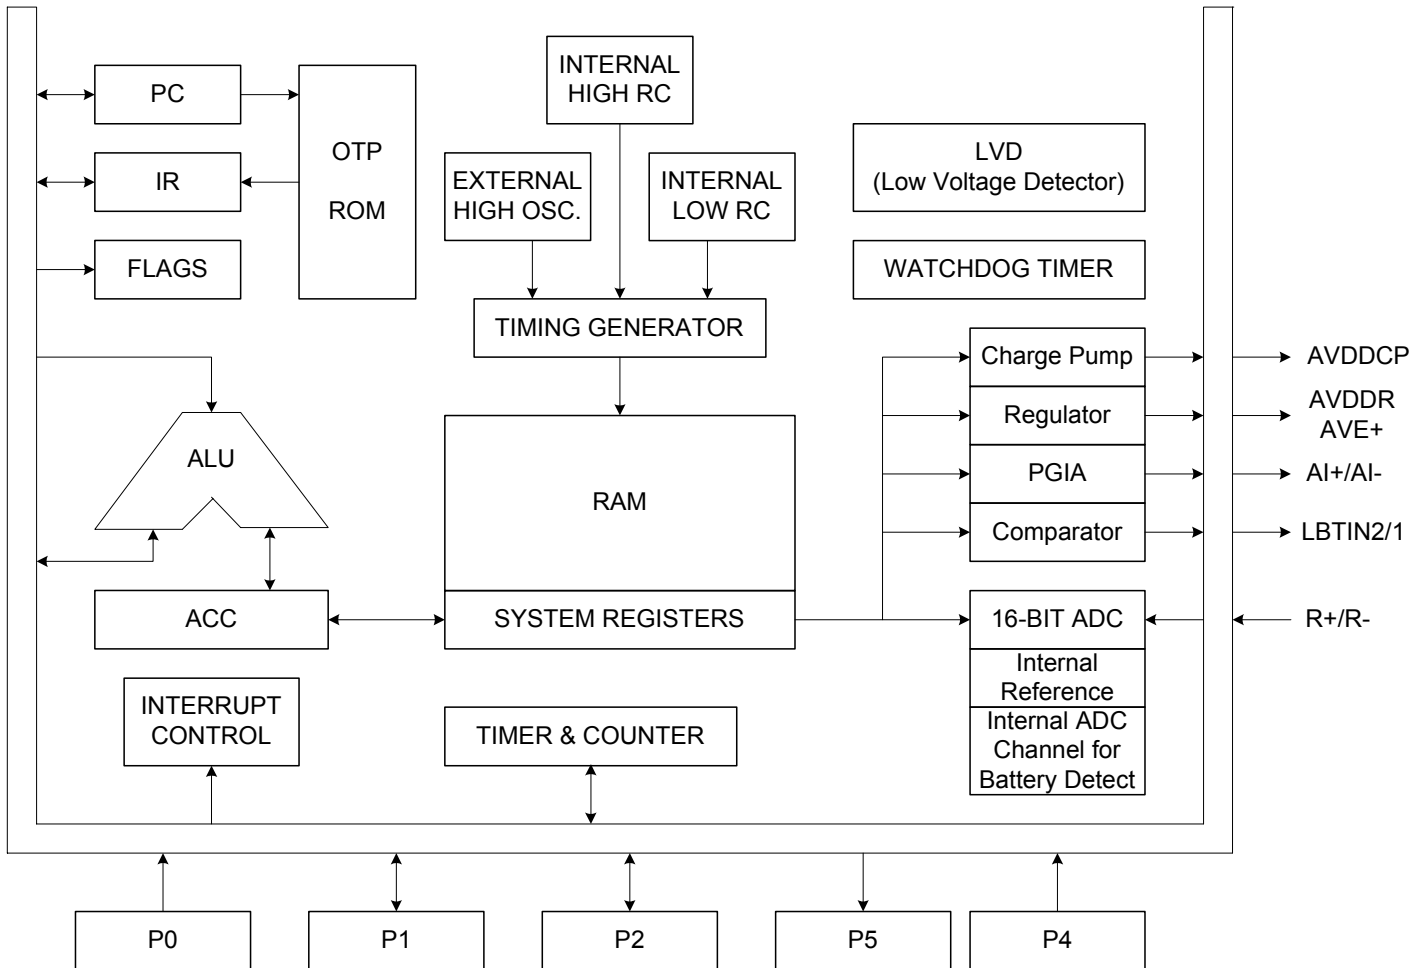 PC
IR
FLAGS
OTP
ROM
INTERNAL
HIGH RC
EXTERNAL
HIGH OSC.
INTERNAL
LOW RC
TIMING GENERATOR
LVD
(Low Voltage Detector)
WATCHDOG TIMER
ALU
RAM
SYSTEM REGISTERS
ACC
Charge Pump
Regulator
PGIA
Comparator
16-BIT ADC
Internal
Reference
Internal ADC
Channel for
Battery Detect
AVDDCP
AVDDR
AVE+
AI+/AI-
LBTIN2/1
R+/R-
INTERRUPT
CONTROL
TIMER & COUNTER
P0
P1
P2
P5
P4